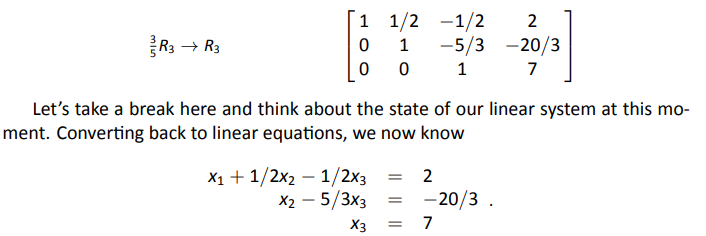 3/5 R₃ → R₃
1 1/2 −1/2 2
0 1 −5/3 −20/3
0 0 1 7
Let’s take a break here and think about the state of our linear system at this mo-
ment. Converting back to linear equations, we now know
x₁ + 1/2x₂ − 1/2x₃ = 2
x₂ − 5/3x₃ = −20/3 .
x₃ = 7